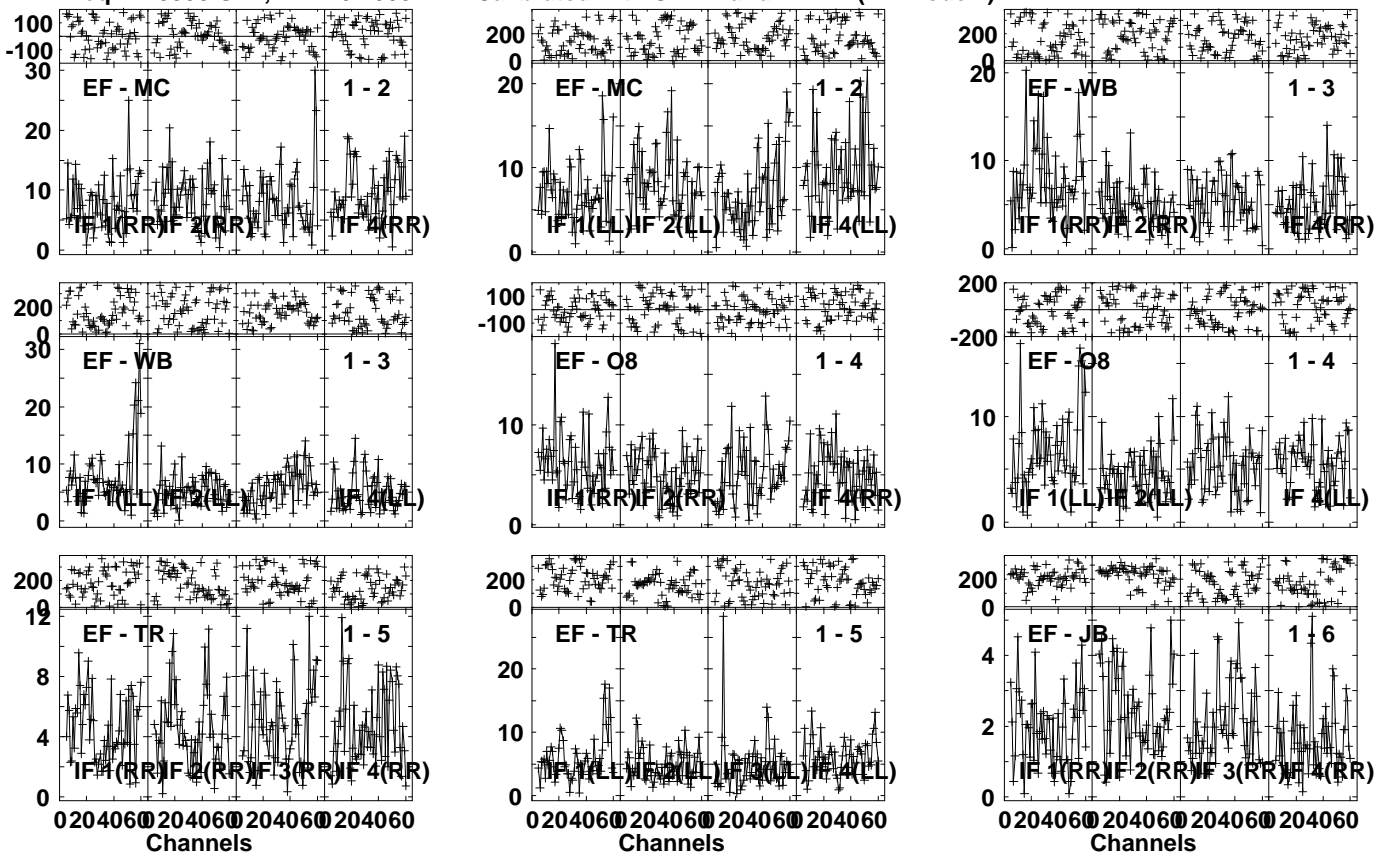 100
-100
30
20
10
0
EF - MC
1 - 2
IF 1(RR)
IF 2(RR)
IF 4(RR)
200
0
20
10
0
EF - MC
1 - 2
IF 1(LL)
IF 2(LL)
IF 4(LL)
200
0
20
10
0
EF - WB
1 - 3
IF 1(RR)
IF 2(RR)
IF 4(RR)
200
0
30
20
10
0
EF - WB
1 - 3
IF 1(LL)
IF 2(LL)
IF 4(LL)
100
-100
10
0
EF - O8
1 - 4
IF 1(RR)
IF 2(RR)
IF 4(RR)
200
-200
10
0
EF - O8
1 - 4
IF 1(LL)
IF 2(LL)
IF 4(LL)
200
0
12
8
4
0
EF - TR
1 - 5
IF 1(RR)
IF 2(RR)
IF 3(RR)
IF 4(RR)
0 20 40 60 0 20 40 60 0 20 40 60 0 20 40 60
Channels
200
0
20
10
0
EF - TR
1 - 5
IF 1(LL)
IF 2(LL)
IF 3(LL)
IF 4(LL)
0 20 40 60 0 20 40 60 0 20 40 60 0 20 40 60
Channels
200
0
4
2
0
EF - JB
1 - 6
IF 1(RR)
IF 2(RR)
IF 3(RR)
IF 4(RR)
0 20 40 60 0 20 40 60 0 20 40 60 0 20 40 60
Channels